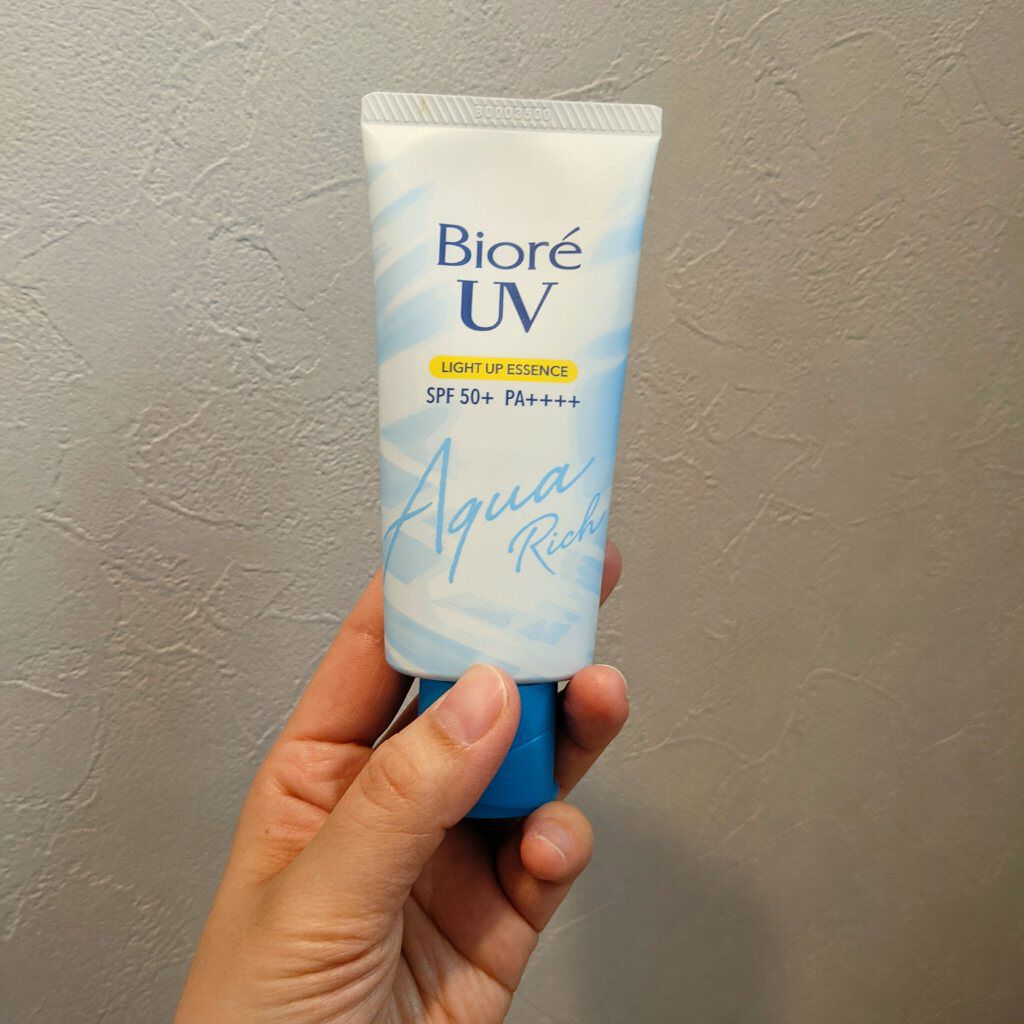 Bioré
UV
LIGHT UP ESSENCE
SPF 50+ PA++++
Aqua
Rich